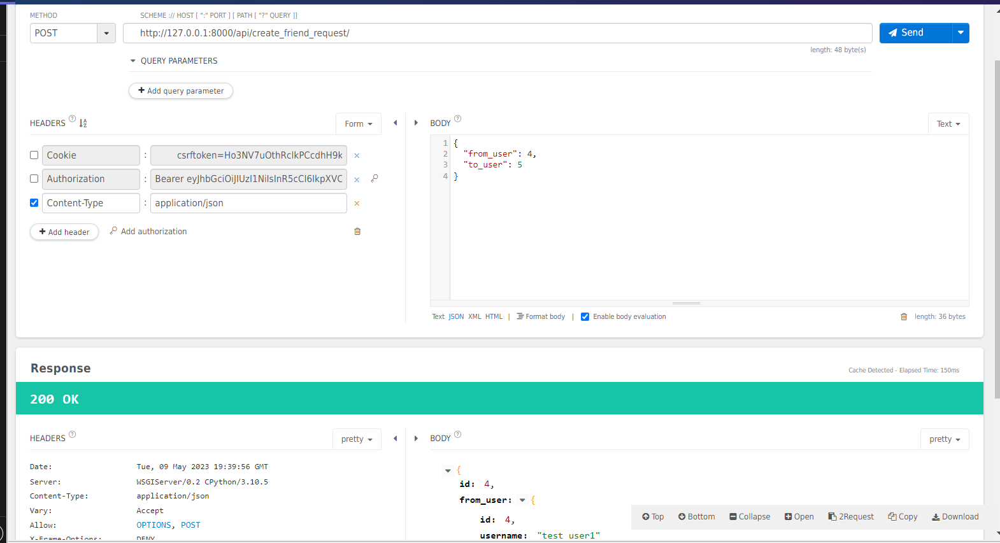 METHOD
SCHEME :// HOST [ ":" PORT ] [ PATH [ "?" QUERY ]]
POST
http://127.0.0.1:8000/api/create_friend_request/
Send
length: 48 byte(s)
QUERY PARAMETERS
+ Add query parameter
HEADERS ?
Form
BODY ?
Text
Cookie : csrftoken=Ho3NV7uOthRclkPCcdhH9k ×
Authorization : Bearer eyJhbGciOiJIUzI1NiIsInR5cCI6IkpXVC ×
Content-Type : application/json ×
+ Add header
Add authorization
1 {
2 "from_user": 4,
3 "to_user": 5
4 }
Text JSON XML HTML | Format body | Enable body evaluation
length: 36 bytes
Response
Cache Detected - Elapsed Time: 150ms
200 OK
HEADERS ?
pretty
BODY ?
pretty
Date: Tue, 09 May 2023 19:39:56 GMT
Server: WSGIServer/0.2 CPython/3.10.5
Content-Type: application/json
Vary: Accept
Allow: OPTIONS, POST
X-Frame-Options: DENY
{
id: 4,
from_user: {
id: 4,
username: "test user1"
Top Bottom Collapse Open 2Request Copy Download